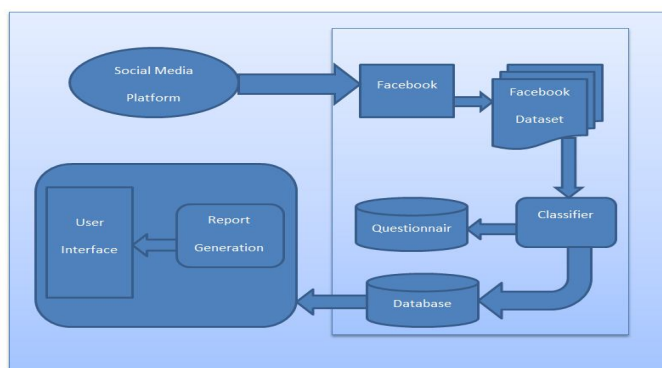 Social Media
Platform
Facebook
Facebook
Dataset
User
Interface
Report
Generation
Questionnair
Classifier
Database